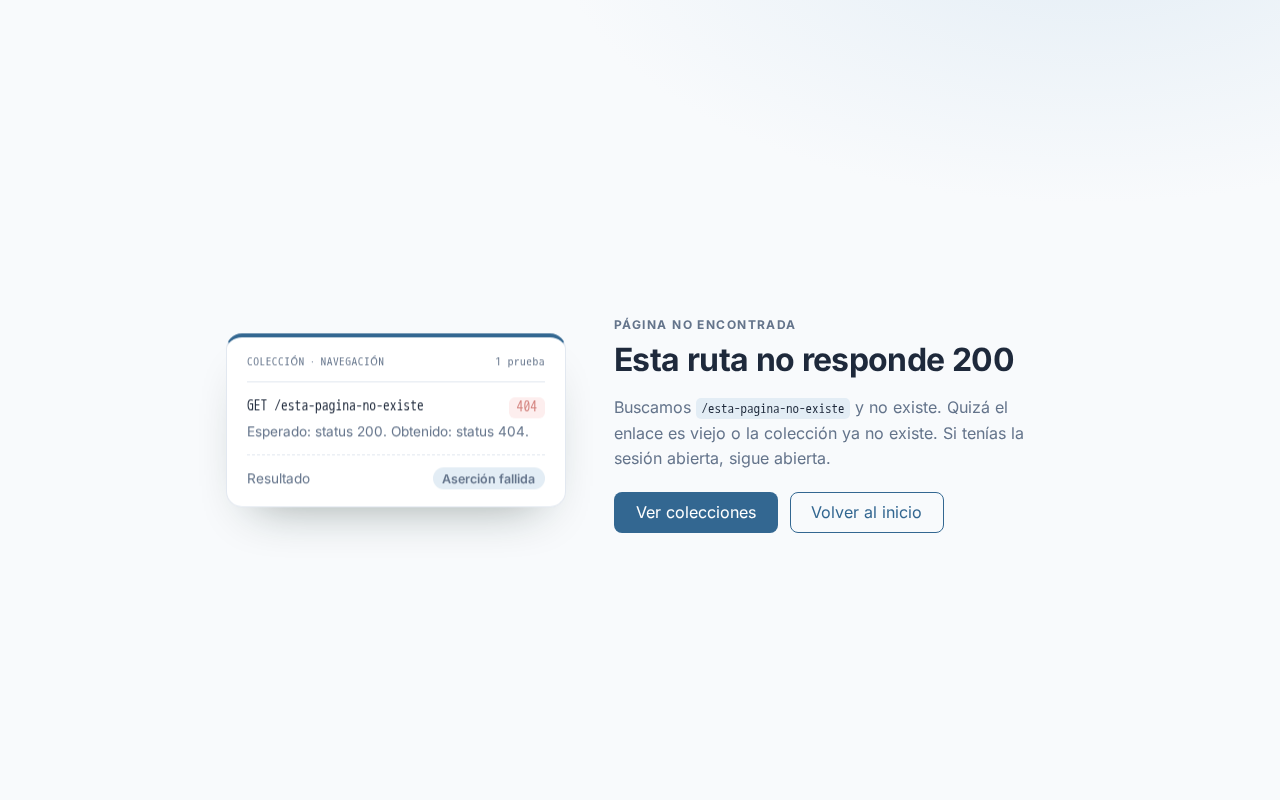 COLECCIÓN · NAVEGACIÓN 1 prueba
GET /esta-pagina-no-existe 404
Esperado: status 200. Obtenido: status 404.
Resultado Aserción fallida
PÁGINA NO ENCONTRADA
Esta ruta no responde 200
Buscamos /esta-pagina-no-existe y no existe. Quizá el
enlace es viejo o la colección ya no existe. Si tenías la
sesión abierta, sigue abierta.
Ver colecciones Volver al inicio